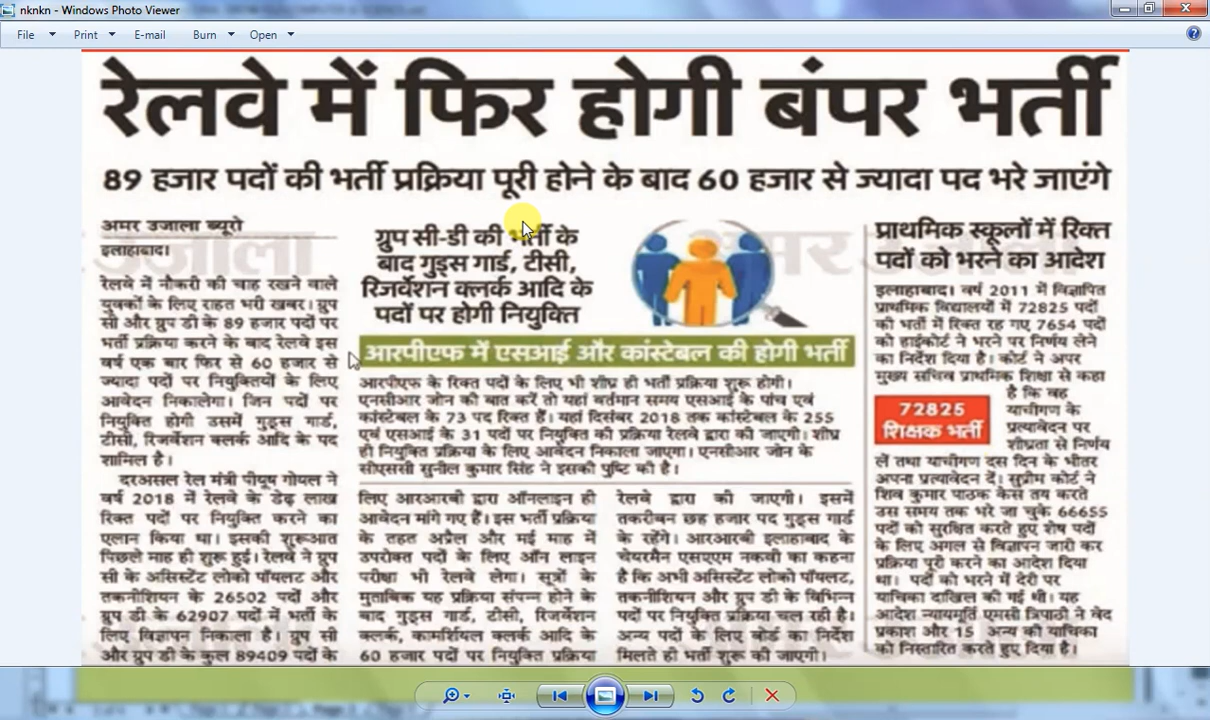 nknkn - Windows Photo Viewer
File Print E-mail Burn Open
रेलवे में फिर होगी बंपर भर्ती
89 हजार पदों की भर्ती प्रक्रिया पूरी होने के बाद 60 हजार से ज्यादा पद भरे जाएंगे
अमर उजाला ब्यूरो
इलाहाबाद।
रेलवे में नौकरी की चाह रखने वाले
युवकों के लिए राहत भरी खबर। ग्रुप
सी और ग्रुप डी के 89 हजार पदों पर
भर्ती प्रक्रिया करने के बाद रेलवे इस
वर्ष एक बार फिर से 60 हजार से
ज्यादा पदों पर नियुक्तियों के लिए
आवेदन निकालेगा। जिन पदों पर
नियुक्ति होगी उसमें गुड्स गार्ड,
टीसी, रिजर्वेशन क्लर्क आदि के पद
शामिल है।
दरअसल रेल मंत्री पीयूष गोयल ने
वर्ष 2018 में रेलवे के डेढ़ लाख
रिक्त पदों पर नियुक्ति करने का
एलान किया था। इसकी शुरूआत
पिछले माह ही शुरू हुई। रेलवे ने ग्रुप
सी के असिस्टेंट लोको पॉयलट और
तकनीशियन के 26502 पदों और
ग्रुप डी के 62907 पदों में भर्ती के
लिए विज्ञापन निकाला है। ग्रुप सी
और ग्रुप डी के कुल 89409 पदों के
ग्रुप सी-डी की भर्ती के
बाद गुड्स गार्ड, टीसी,
रिजर्वेशन क्लर्क आदि के
पदों पर होगी नियुक्ति
आरपीएफ में एसआई और कांस्टेबल की होगी भर्ती
आरपीएफ के रिक्त पदों के लिए भी शीघ्र ही भर्ती प्रक्रिया शुरू होगी।
एनसीआर जोन की बात करें तो यहां वर्तमान समय एसआई के पांच एवं
कांस्टेबल के 73 पद रिक्त हैं। यहां दिसंबर 2018 तक कांस्टेबल के 255
एवं एसआई के 31 पदों पर नियुक्ति की प्रक्रिया रेलवे द्वारा की जाएगी। शीघ्र
ही नियुक्ति प्रक्रिया के लिए आवेदन निकाला जाएगा। एनसीआर जोन के
सीएससी सुनील कुमार सिंह ने इसकी पुष्टि की है।
लिए आरआरबी द्वारा ऑनलाइन ही
आवेदन मांगे गए हैं। इस भर्ती प्रक्रिया
के तहत अप्रैल और मई माह में
उपरोक्त पदों के लिए ऑन लाइन
परीक्षा भी रेलवे लेगा। सूत्रों के
मुताबिक यह प्रक्रिया संपन्न होने के
बाद गुड्स गार्ड, टीसी, रिजर्वेशन
क्लर्क, कामर्शियल क्लर्क आदि के
60 हजार पदों पर नियुक्ति प्रक्रिया
रेलवे द्वारा की जाएगी। इसमें
तकरीबन छह हजार पद गुड्स गार्ड
के रहेंगे। आरआरबी इलाहाबाद के
चेयरमैन एसएएम नकवी का कहना
है कि अभी असिस्टेंट लोको पॉयलट,
तकनीशियन और ग्रुप डी के विभिन्न
पदों पर नियुक्ति प्रक्रिया चल रही है।
अन्य पदों के लिए बोर्ड का निर्देश
मिलते ही भर्ती शुरू की जाएगी।
प्राथमिक स्कूलों में रिक्त
पदों को भरने का आदेश
इलाहाबाद। वर्ष 2011 में विज्ञापित
प्राथमिक विद्यालयों में 72825 पदों
की भर्ती में रिक्त रह गए 7654 पदों
को हाईकोर्ट ने भरने पर निर्णय लेने
का निर्देश दिया है। कोर्ट ने अपर
मुख्य सचिव प्राथमिक शिक्षा से कहा
है कि वह
याचीगण के
प्रत्यावेदन पर
शीघ्रता से निर्णय
72825
शिक्षक भर्ती
लें तथा याचीगण दस दिन के भीतर
अपना प्रत्यावेदन दें। सुप्रीम कोर्ट ने
शिव कुमार पाठक केस तय करते
उस समय तक भरे जा चुके 66655
पदों को सुरक्षित करते हुए शेष पदों
के लिए अलग से विज्ञापन जारी कर
प्रक्रिया पूरी करने का आदेश दिया
था। पदों को भरने में देरी पर
याचिका दाखिल की गई थी। यह
आदेश न्यायमूर्ति एमसी त्रिपाठी ने वेद
प्रकाश और 15 अन्य की याचिका
को निस्तारित करते हुए दिया है।